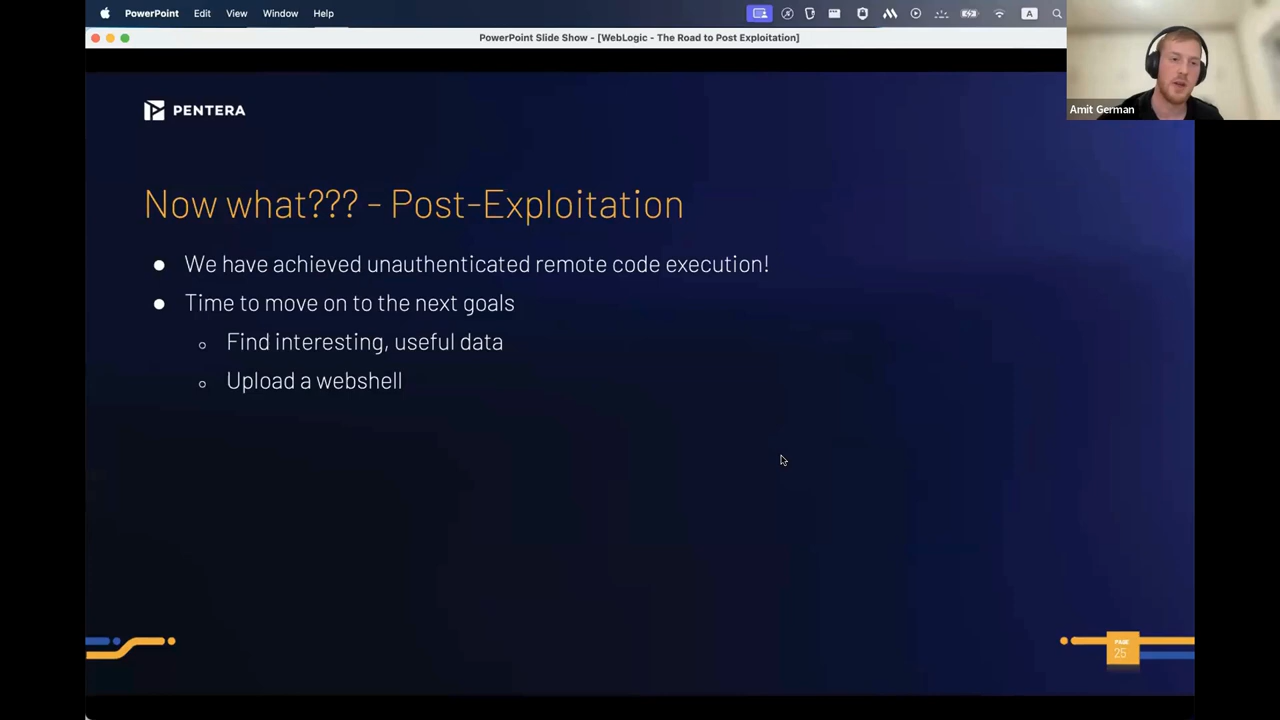 PowerPoint Edit View Window Help
A
PowerPoint Slide Show - [WebLogic - The Road to Post Exploitation]
Amit German
PENTERA
Now what??? - Post-Exploitation
We have achieved unauthenticated remote code execution!
Time to move on to the next goals
Find interesting, useful data
Upload a webshell
PAGE
25